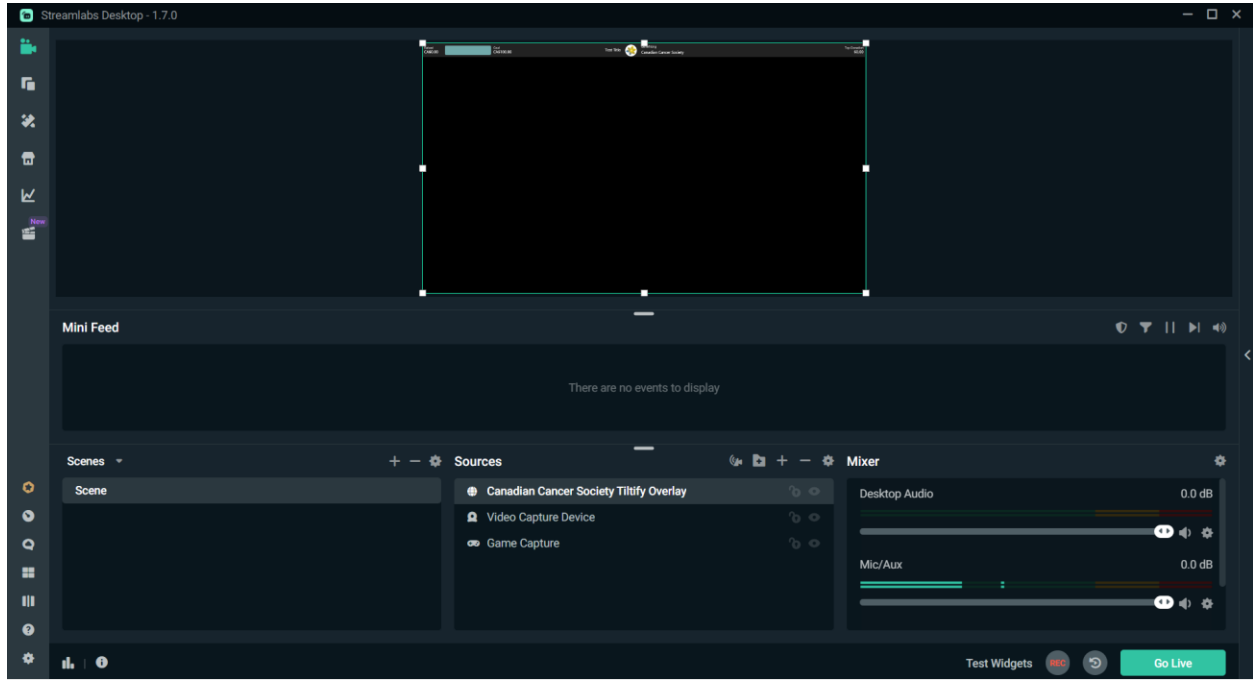 Streamlabs Desktop - 1.7.0
New
Test Title
Canadian Cancer Society
Mini Feed
There are no events to display
Scenes
Scene
Sources
Canadian Cancer Society Tiltify Overlay
Video Capture Device
Game Capture
Mixer
Desktop Audio 0.0 dB
Mic/Aux 0.0 dB
Test Widgets REC Go Live